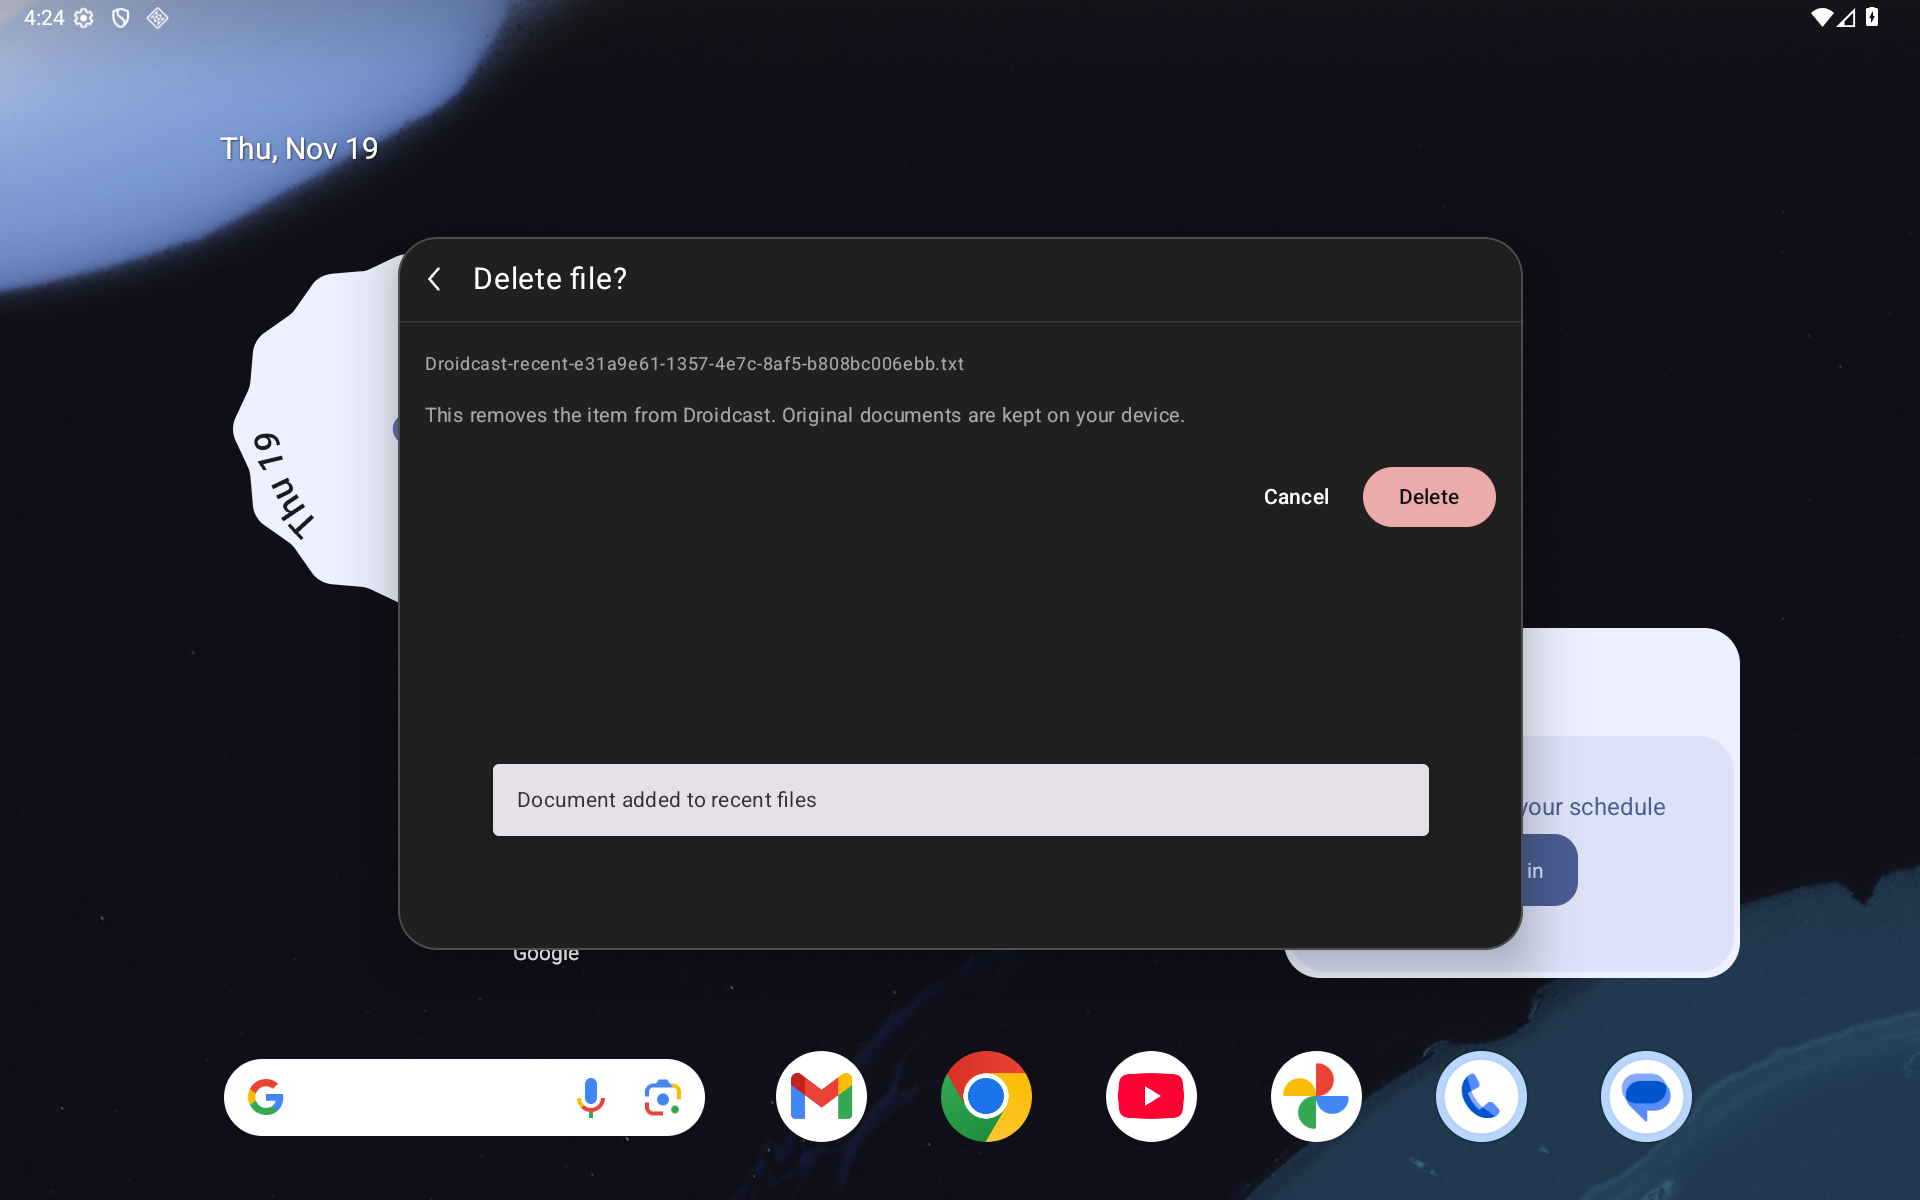 4:24
Thu, Nov 19
Thu 19
Delete file?
Droidcast-recent-e31a9e61-1357-4e7c-8af5-b808bc006ebb.txt
This removes the item from Droidcast. Original documents are kept on your device.
Cancel
Delete
Document added to recent files
your schedule
in
Google